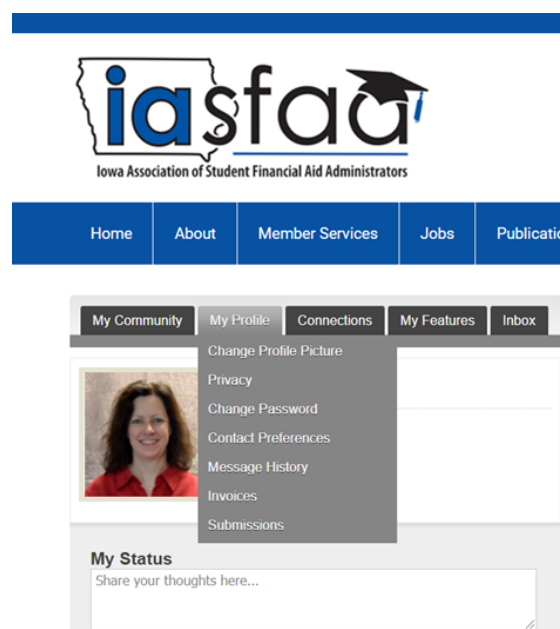 iasfaa
Iowa Association of Student Financial Aid Administrators
Home About Member Services Jobs
My Community My Profile Connections My Features Inbox
Change Profile Picture
Privacy
Change Password
Contact Preferences
Message History
Invoices
Submissions
My Status
Share your thoughts here...